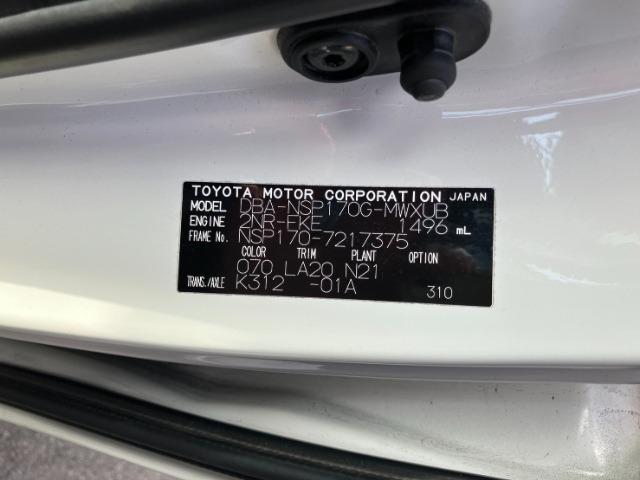 TOYOTA MOTOR CORPORATION JAPAN
MODEL DBA-NSP170G-MWXUB
ENGINE 2NR-FKE 1496 mL
FRAME No. NSP170-7217375
COLOR TRIM PLANT OPTION
070 LA20 N21
TRANS./AXLE K312 -01A 310